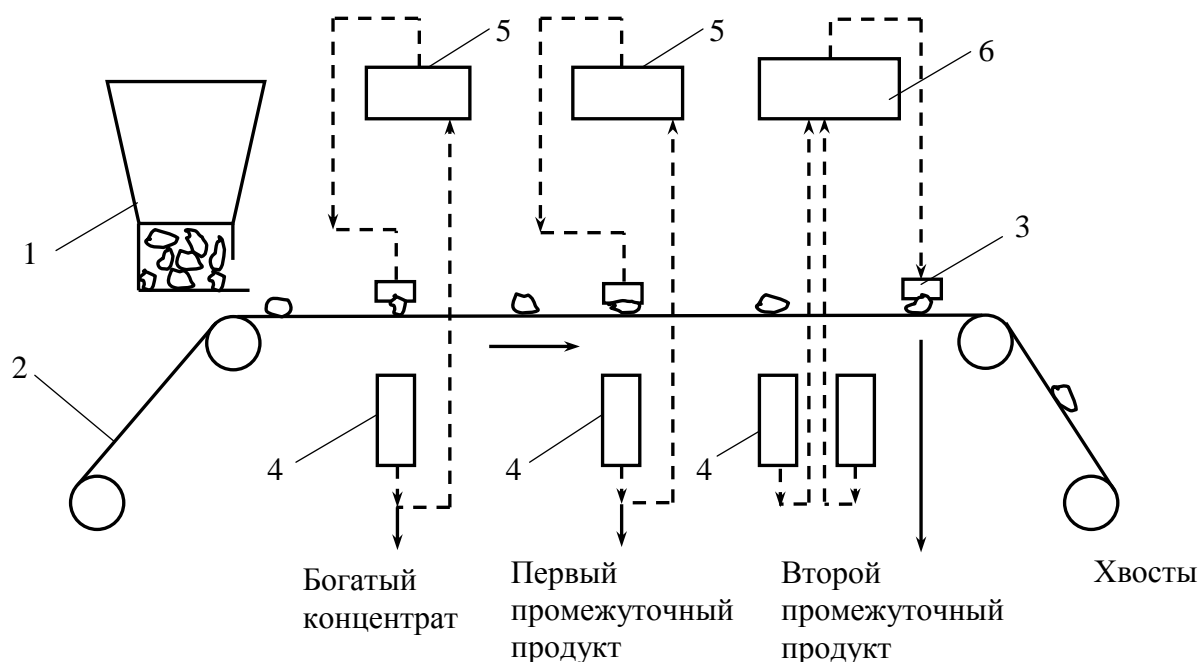 5
5
6
1
3
2
4
4
4
Богатый
концентрат
Первый
промежуточный
продукт
Второй
промежуточный
продукт
Хвосты